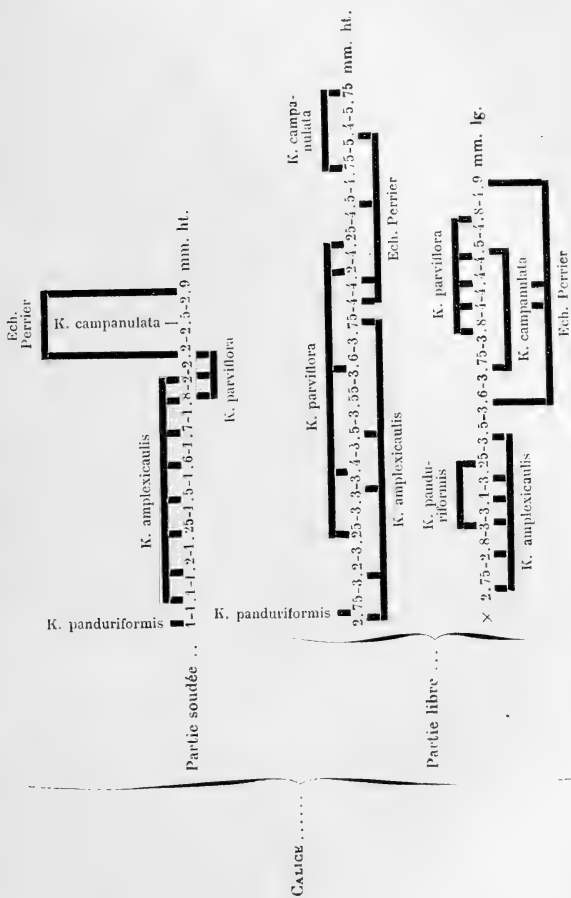 CALICE ......
Partie soudée ..
Ech.
Perrier
K. campanulata
K. amplexicaulis
K. panduriformis
1-1.1-1.2-1.25-1.5-1.6-1.7-1.8-2-2.2-2.5-2.9 mm. ht.
K. parviflora
Partie libre ...
K. campa-
nulata
K. parviflora
K. panduriformis
2.75-3.2-3.25-3.3-3.4-3.5-3.55-3.6-3.75-4-4.2-4.25-4.5-4.75-5.4-5.75 mm. ht.
K. amplexicaulis
Ech. Perrier
K. parviflora
K. pandu-
riformis
× 2.75-2.8-3-3.1-3.25-3.5-3.6-3.75-3.8-4-4.4-4.5-4.8-4.9 mm. lg.
K. amplexicaulis
K. campanulata
Ech. Perrier